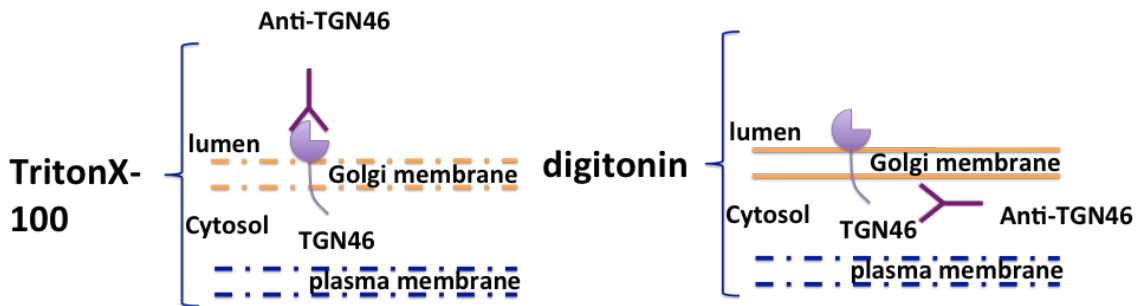 Anti-TGN46
lumen
Golgi membrane
TritonX-
100
Cytosol
TGN46
plasma membrane
digitonin
lumen
Golgi membrane
Cytosol
TGN46
Anti-TGN46
plasma membrane